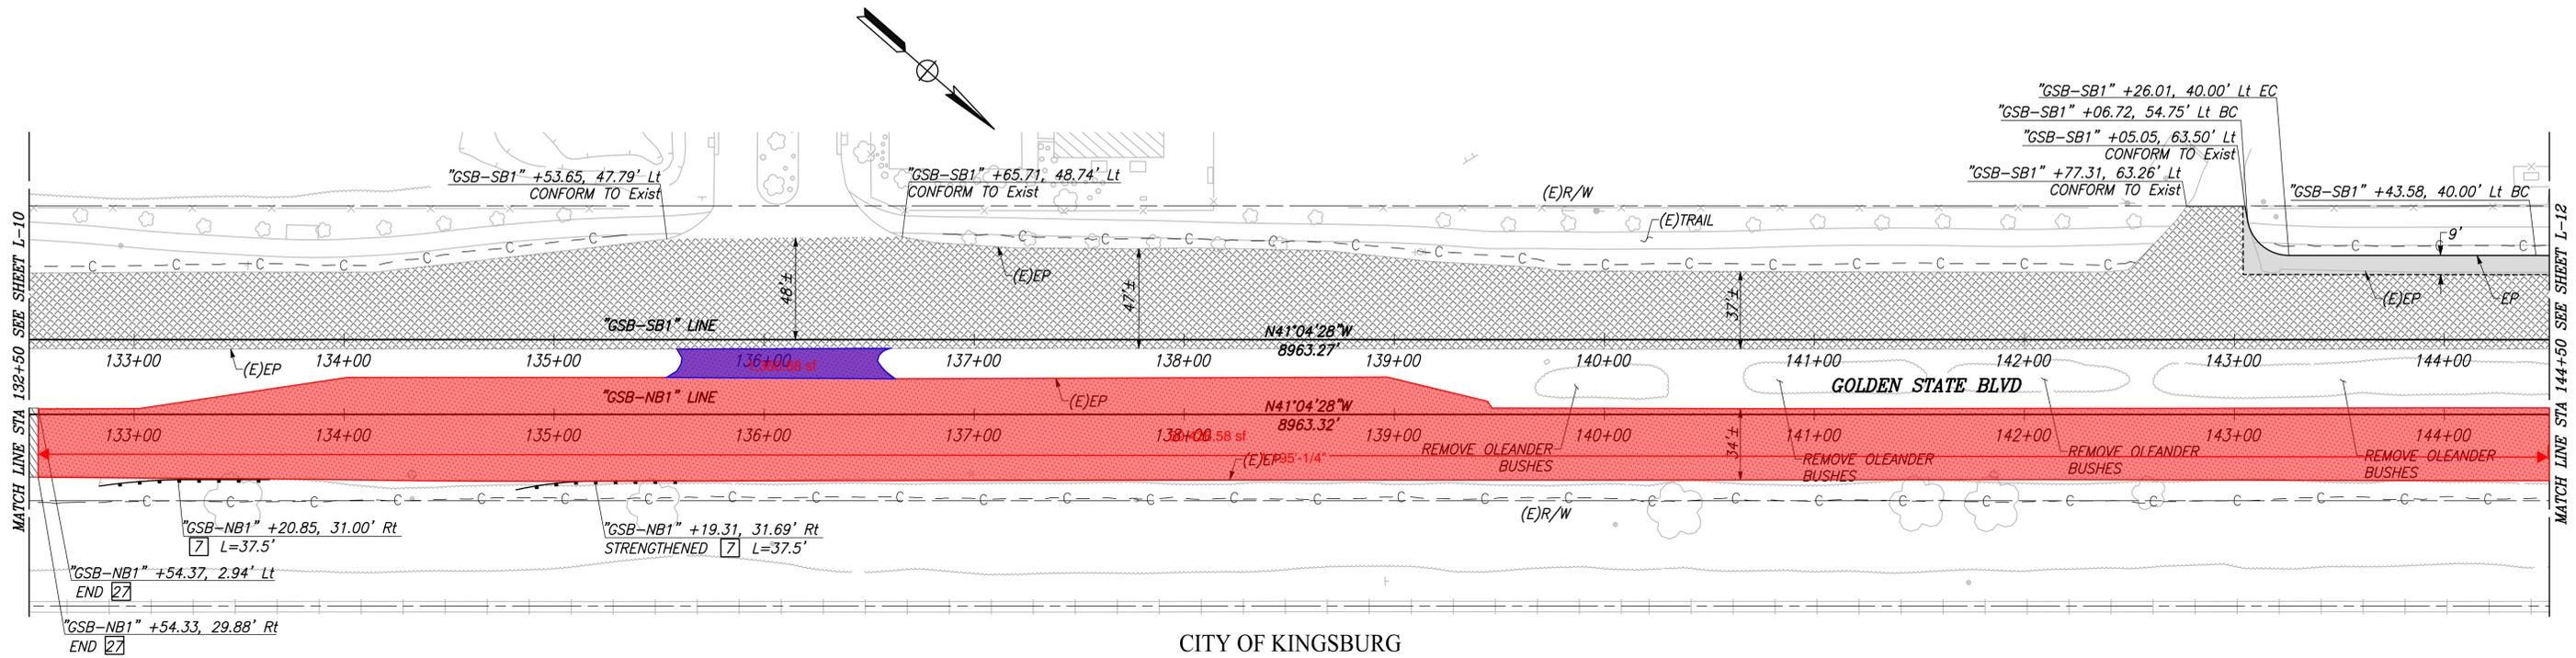 "GSB-SB1" +26.01, 40.00' Lt EC
"GSB-SB1" +06.72, 54.75' Lt BC
"GSB-SB1" +05.05, 63.50' Lt
CONFORM TO Exist
"GSB-SB1" +77.31, 63.26' Lt
CONFORM TO Exist
"GSB-SB1" +43.58, 40.00' Lt BC
"GSB-SB1" +53.65, 47.79' Lt
CONFORM TO Exist
"GSB-SB1" +65.71, 48.74' Lt
CONFORM TO Exist
(E)R/W
(E)TRAIL
9'
(E)EP
48'±
47'±
37'±
(E)EP
EP
"GSB-SB1" LINE
N41°04'28"W
8963.27'
133+00
134+00
135+00
136+00
137+00
138+00
139+00
140+00
141+00
142+00
143+00
144+00
(E)EP
sf
GOLDEN STATE BLVD
"GSB-NB1" LINE
(E)EP
N41°04'28"W
8963.32'
133+00
134+00
135+00
136+00
137+00
138+00
139+00
140+00
141+00
142+00
143+00
144+00
sf
34'±
(E)EP
95'-1/4"
REMOVE OLEANDER
BUSHES
REMOVE OLEANDER
BUSHES
REMOVE OLEANDER
BUSHES
REMOVE OLEANDER
BUSHES
(E)R/W
"GSB-NB1" +20.85, 31.00' Rt
7 L=37.5'
"GSB-NB1" +19.31, 31.69' Rt
STRENGTHENED 7 L=37.5'
"GSB-NB1" +54.37, 2.94' Lt
END 27
"GSB-NB1" +54.33, 29.88' Rt
END 27
MATCH LINE STA 132+50 SEE SHEET L-10
MATCH LINE STA 144+50 SEE SHEET L-12
CITY OF KINGSBURG